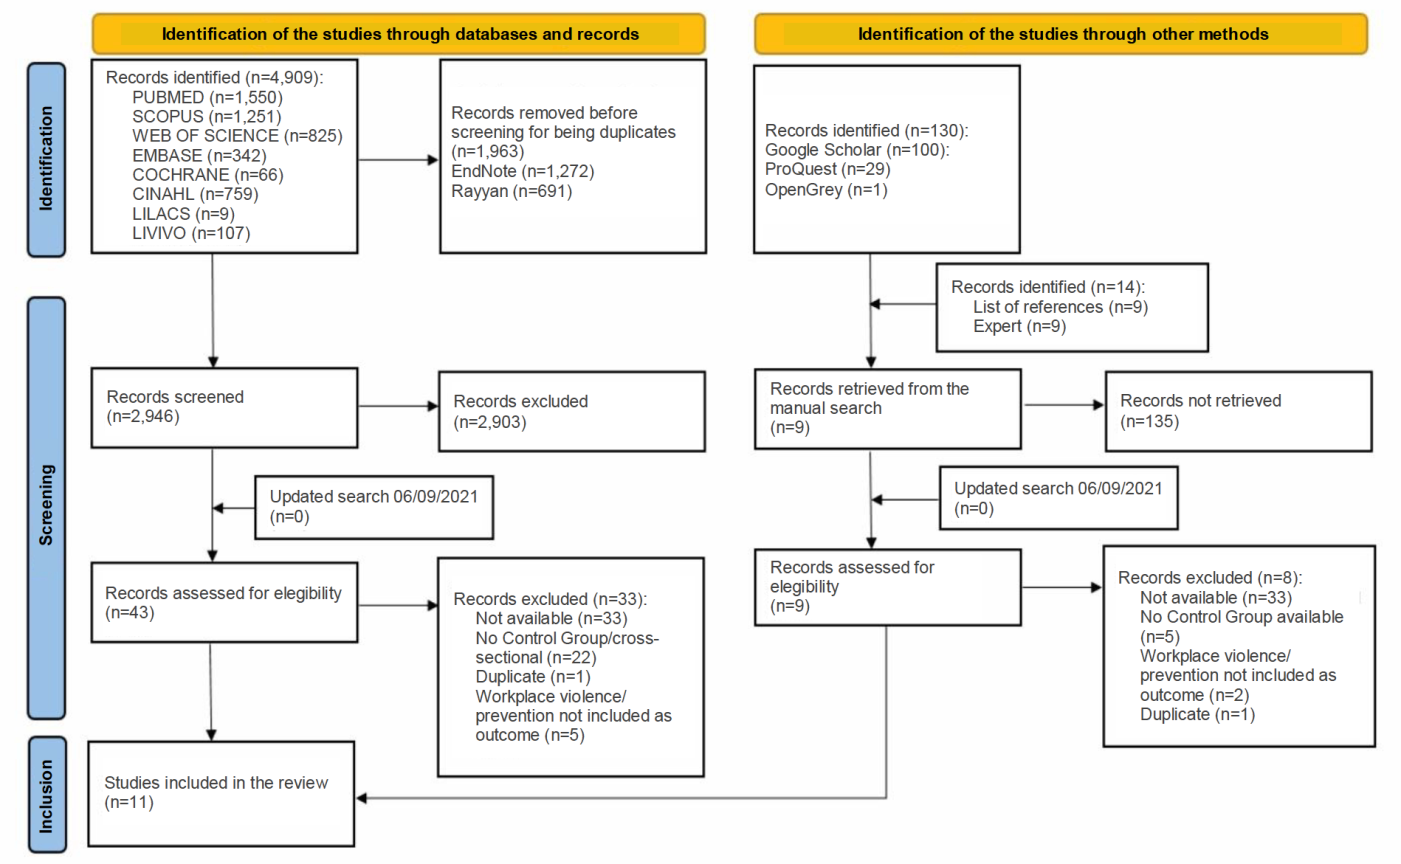 Identification of the studies through databases and records
Identification of the studies through other methods
Identification
Records identified (n=4,909):
PUBMED (n=1,550)
SCOPUS (n=1,251)
WEB OF SCIENCE (n=825)
EMBASE (n=342)
COCHRANE (n=66)
CINAHL (n=759)
LILACS (n=9)
LIVIVO (n=107)
Records removed before
screening for being duplicates
(n=1,963)
EndNote (n=1,272)
Rayyan (n=691)
Records identified (n=130):
Google Scholar (n=100):
ProQuest (n=29)
OpenGrey (n=1)
Records identified (n=14):
List of references (n=9)
Expert (n=9)
Screening
Records screened
(n=2,946)
Records excluded
(n=2,903)
Records retrieved from the
manual search
(n=9)
Records not retrieved
(n=135)
Updated search 06/09/2021
(n=0)
Updated search 06/09/2021
(n=0)
Records assessed for elegibility
(n=43)
Records excluded (n=33):
Not available (n=33)
No Control Group/cross-
sectional (n=22)
Duplicate (n=1)
Workplace violence/
prevention not included as
outcome (n=5)
Records assessed for
elegibility
(n=9)
Records excluded (n=8):
Not available (n=33)
No Control Group available
(n=5)
Workplace violence/
prevention not included as
outcome (n=2)
Duplicate (n=1)
Inclusion
Studies included in the review
(n=11)